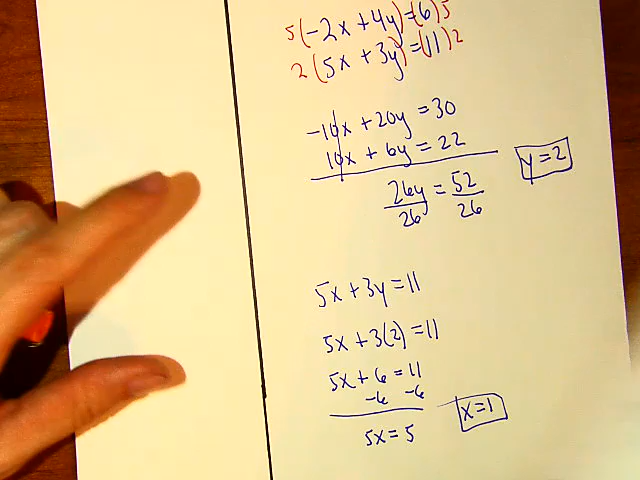 5(-2x + 4y) = (6)5
2(5x + 3y) = (11)2
-10x + 20y = 30
10x + 6y = 22
y = 2
26y = 52
26 26
5x + 3y = 11
5x + 3(2) = 11
5x + 6 = 11
-6 -6
5x = 5
x = 1